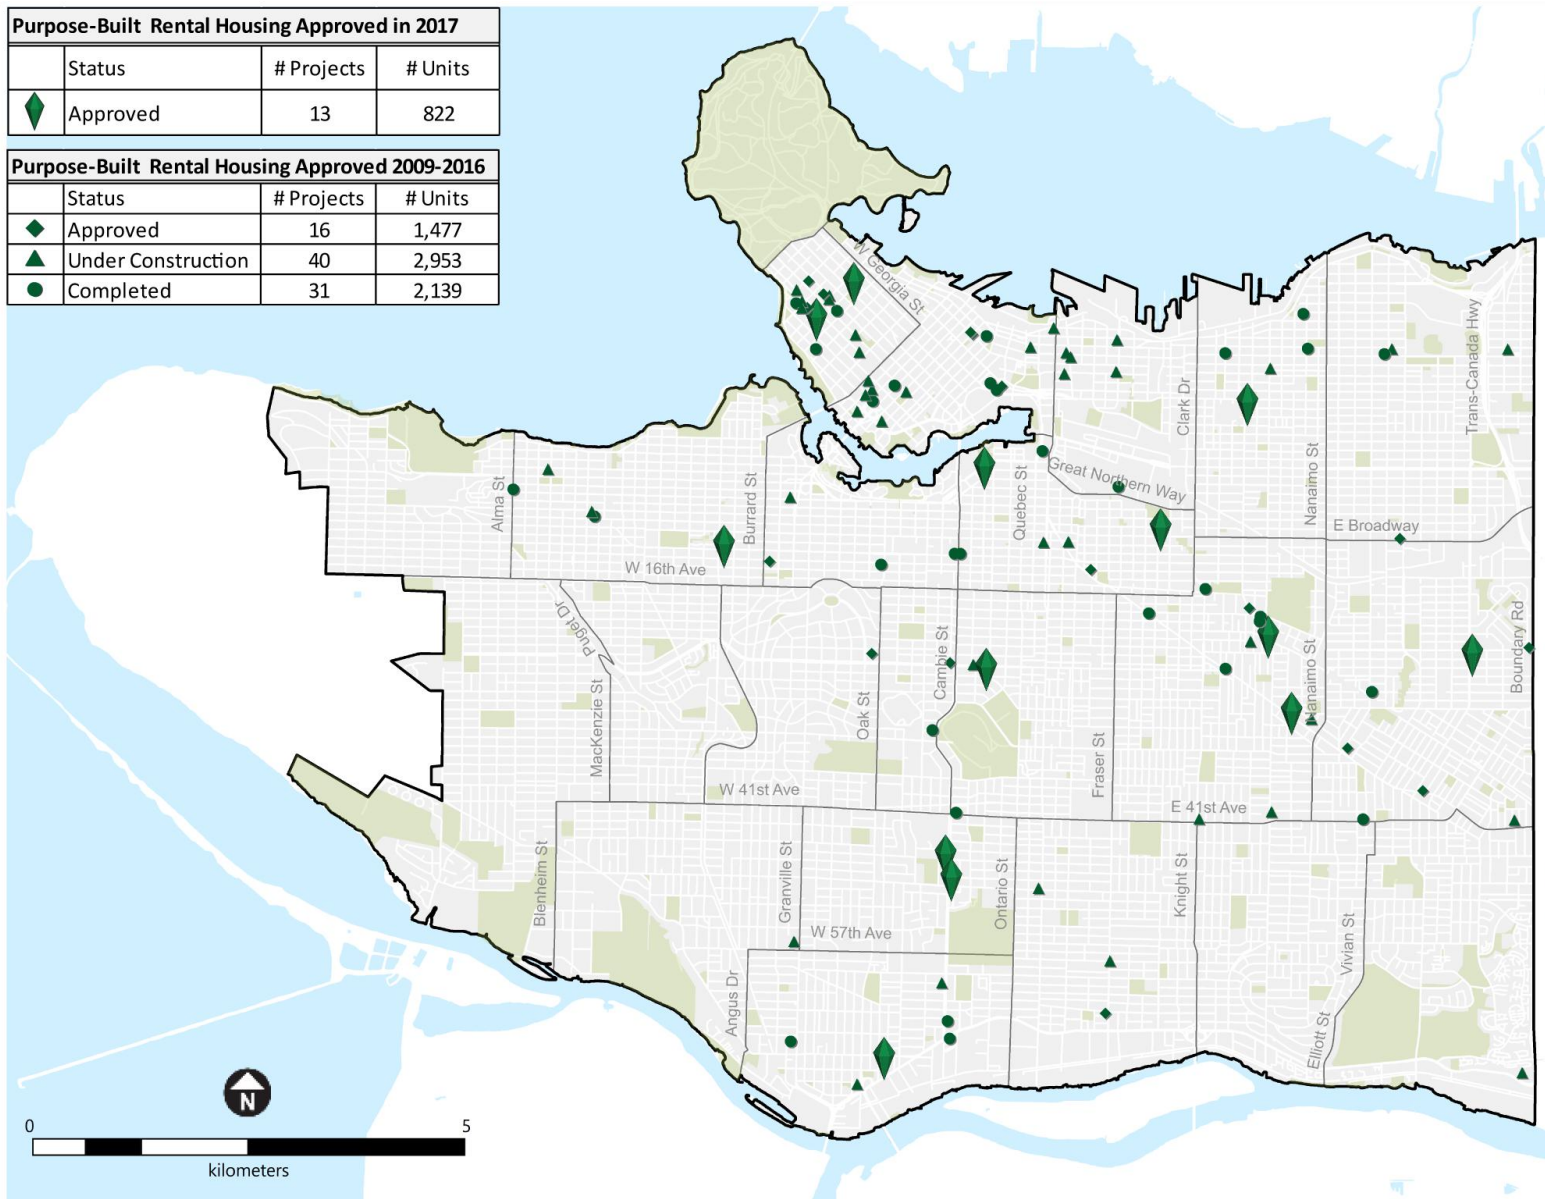 Purpose-Built Rental Housing Approved in 2017
Status # Projects # Units
Approved 13 822
Purpose-Built Rental Housing Approved 2009-2016
Status # Projects # Units
Approved 16 1,477
Under Construction 40 2,953
Completed 31 2,139
W Georgia St
Trans-Canada Hwy
Clark Dr
Nanaimo St
Alma St
Burrard St
Quebec St
Great Northern Way
E Broadway
W 16th Ave
Puget Dr
Boundary Rd
Cambie St
Nanaimo St
MacKenzie St
Oak St
Fraser St
W 41st Ave
E 41st Ave
Blenheim St
Granville St
Ontario St
Knight St
W 57th Ave
Vivian St
Angus Dr
Elliott St
N
0 5
kilometers